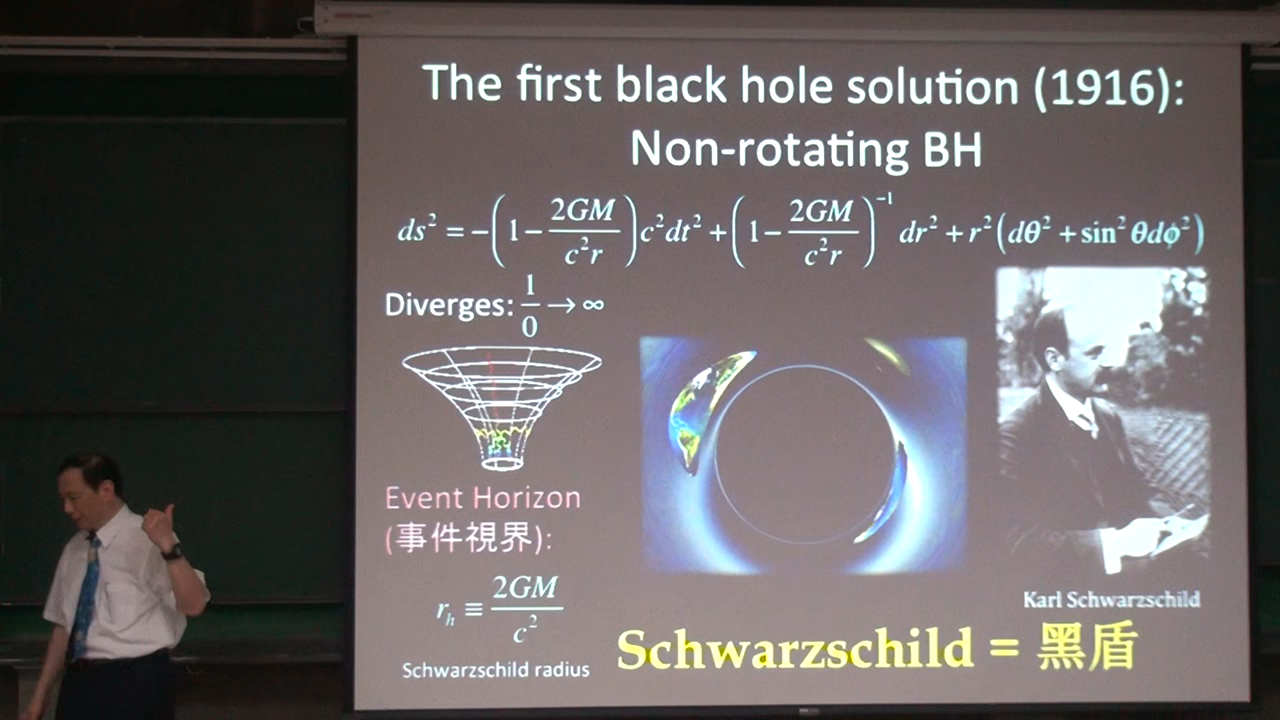 The first black hole solution (1916):
Non-rotating BH
ds² = −(1 − 2GM/c²r)c²dt² + (1 − 2GM/c²r)⁻¹ dr² + r²(dθ² + sin²θdϕ²)
Diverges: 1/0 → ∞
Event Horizon
(事件視界):
r_h ≡ 2GM/c²
Schwarzschild radius
Karl Schwarzschild
Schwarzschild = 黑盾